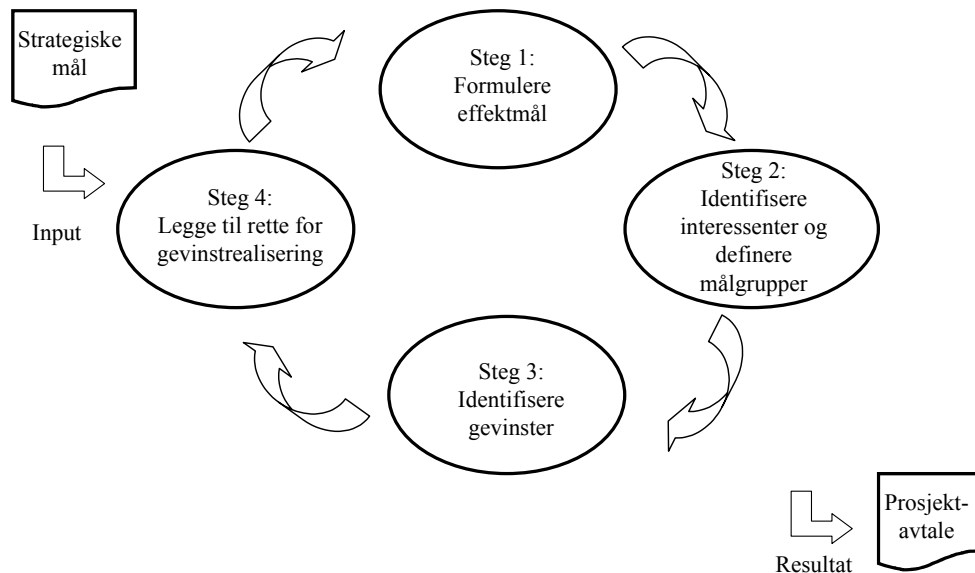 Strategiske
mål
Input
Steg 1:
Formulere
effektmål
Steg 2:
Identifisere
interessenter og
definere
målgrupper
Steg 3:
Identifisere
gevinster
Steg 4:
Legge til rette for
gevinstrealisering
Resultat
Prosjekt-
avtale